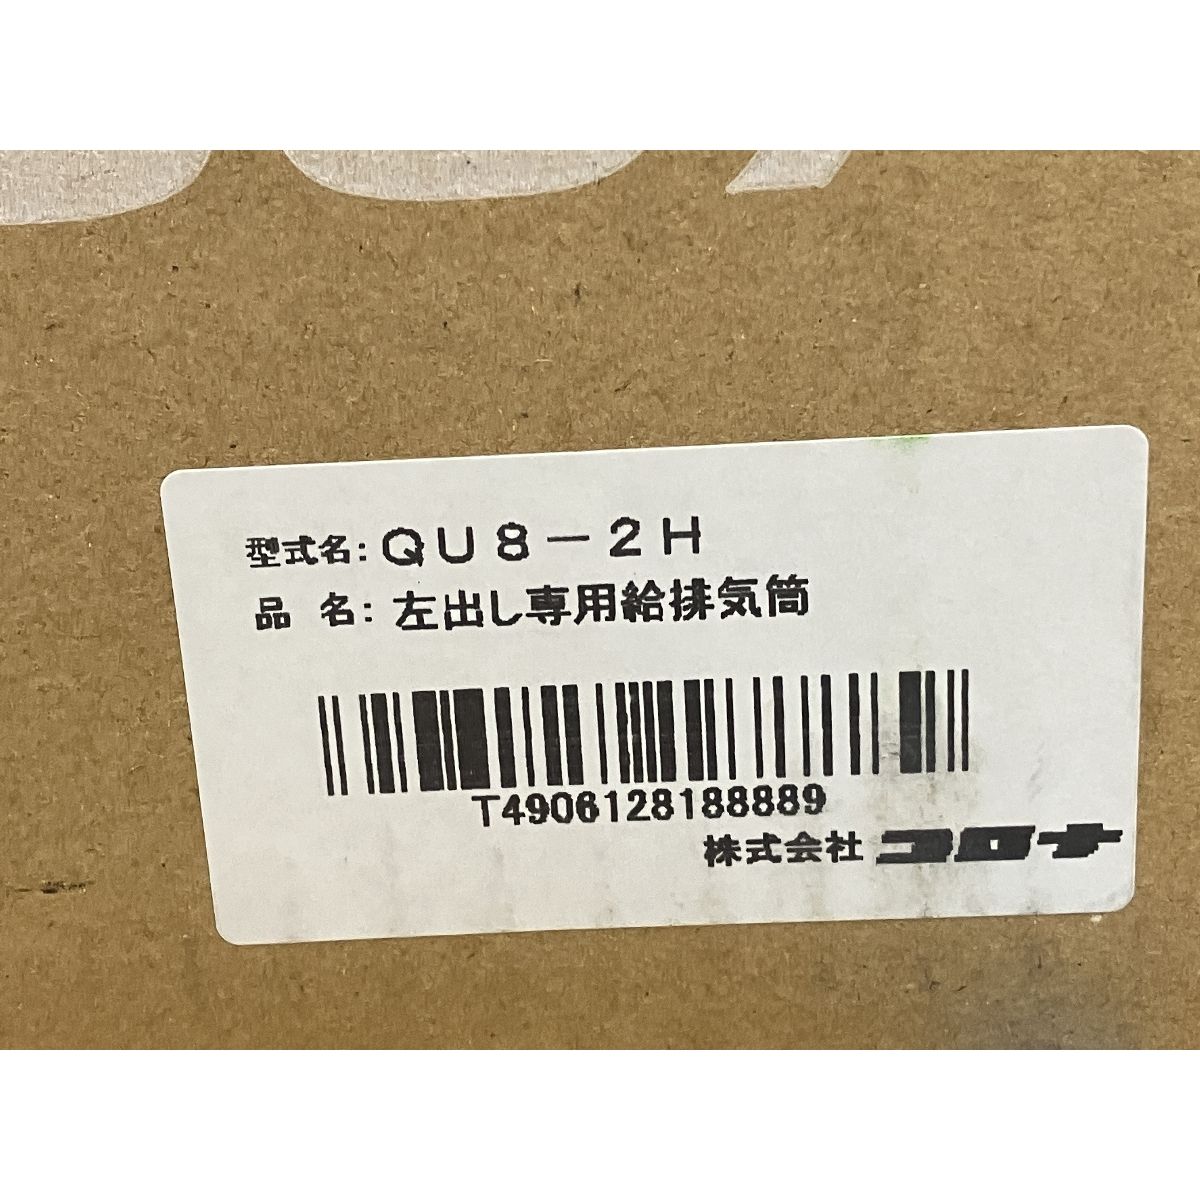 型式名：QU8－2H
品　名：左出し専用給排気筒
T4906128188889
株式会社 コロナ